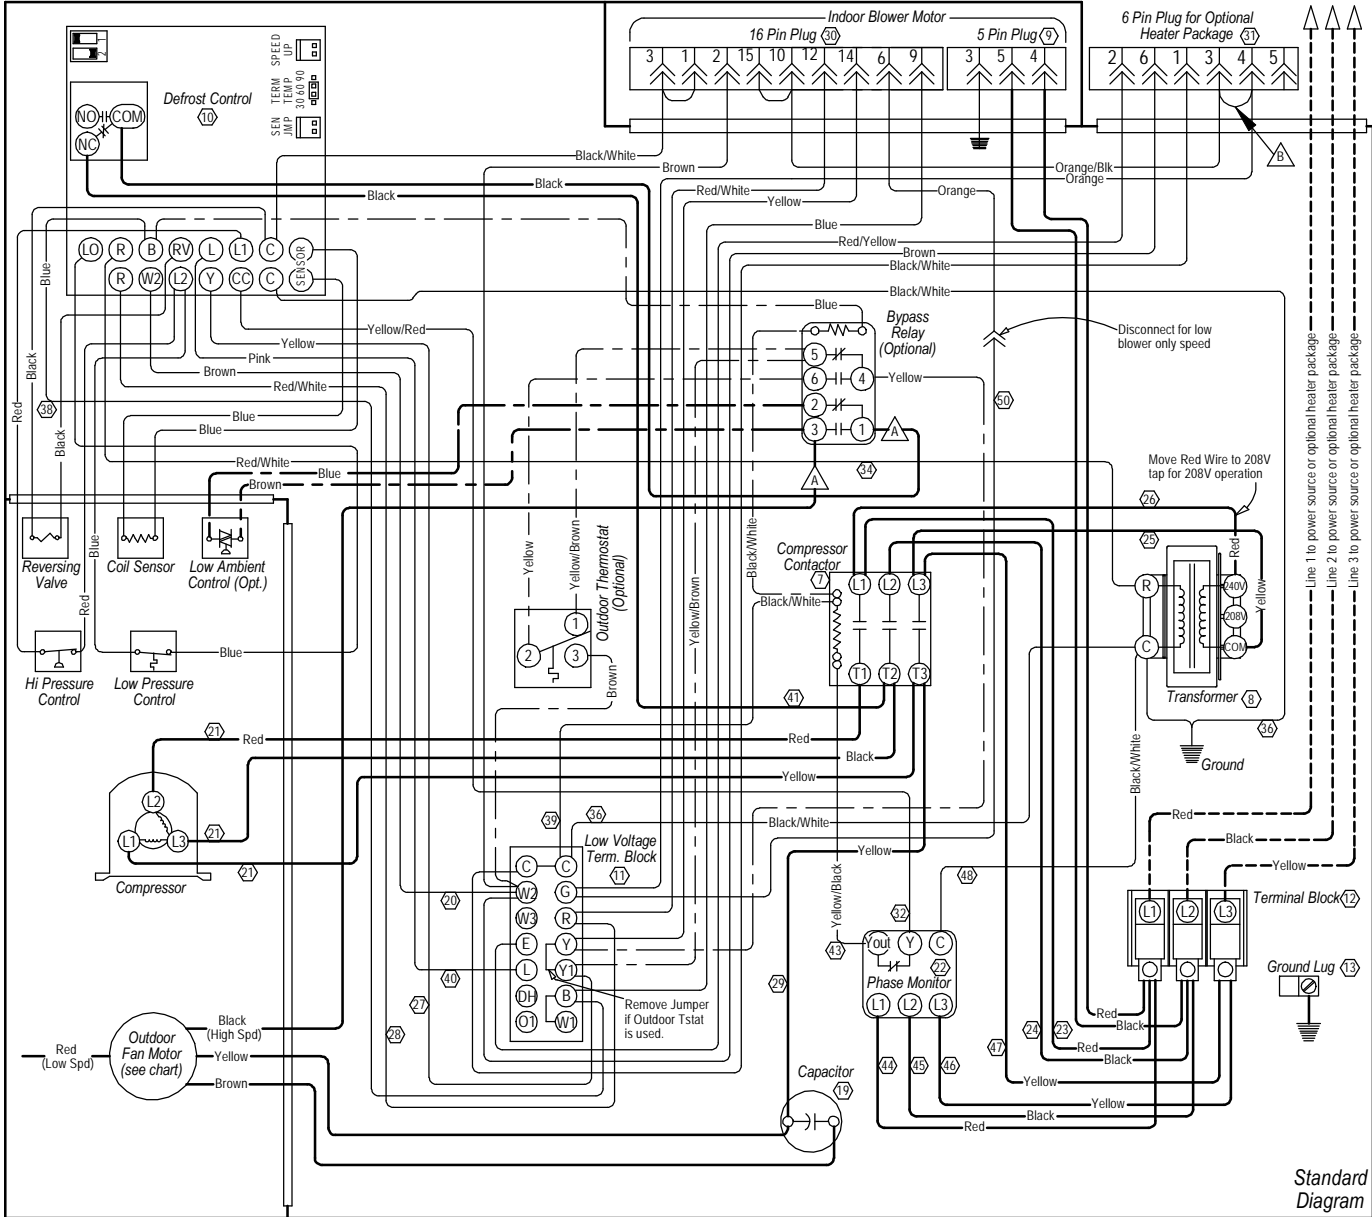 Indoor Blower Motor
16 Pin Plug 30
5 Pin Plug 9
6 Pin Plug for Optional
Heater Package 31
3 1 2 15 10 12 14 6 9
3 5 4
2 6 1 3 4 5
1
2
SPEED
UP
TERM
TEMP
30 60 90
SEN
JMP
Defrost Control
10
NO COM
NC
B
Black/White
Brown
Orange/Blk
Orange
Black
Black
Red/White
Orange
Yellow
Blue
Red/Yellow
Brown
Black/White
Black/White
LO R B RV L L1 C
SENSOR
R W2 L2 Y CC C
Blue
Yellow/Red
Yellow
Pink
Brown
Red/White
Blue
Blue
Black
Red
38
Black
Blue
Bypass
Relay
(Optional)
5
6 4
2
3 1
Yellow
A
A
34
Disconnect for low
blower only speed
50
Red/White
Blue
Brown
Move Red Wire to 208V
tap for 208V operation
26
25
Line 1 to power source or optional heater package
Line 2 to power source or optional heater package
Line 3 to power source or optional heater package
Reversing
Valve
Coil Sensor
Low Ambient
Control (Opt.)
Blue
Red
Yellow
Yellow/Brown
Outdoor Thermostat
(Optional)
1
2 3
Brown
Yellow/Brown
Black/White
Compressor
Contactor
7
Black/White
L1 L2 L3
T1 T2 T3
Red
Yellow
R
C
240V
208V
COM
Transformer 8
36
Ground
Black/White
Hi Pressure
Control
Low Pressure
Control
Blue
41
21
Red
Red
Black
Yellow
L2
L1 L3
21
21
Compressor
39
36
Black/White
Yellow
Low Voltage
Term. Block
11
C C
W2 G
W3 R
E Y
L Y1
DH B
O1 W1
20
40
27
28
Remove Jumper
if Outdoor Tstat
is used.
Yellow/Black
43
32
48
29
Yout Y C
22
Phase Monitor
L1 L2 L3
44
45
46
47
24
23
Red
Black
Yellow
L1 L2 L3
Terminal Block 12
Ground Lug 13
Red
Black
Red
Black
Yellow
Yellow
Black
Red
Outdoor
Fan Motor
(see chart)
Black
(High Spd)
Red
(Low Spd)
Yellow
Brown
Capacitor
19
Standard
Diagram